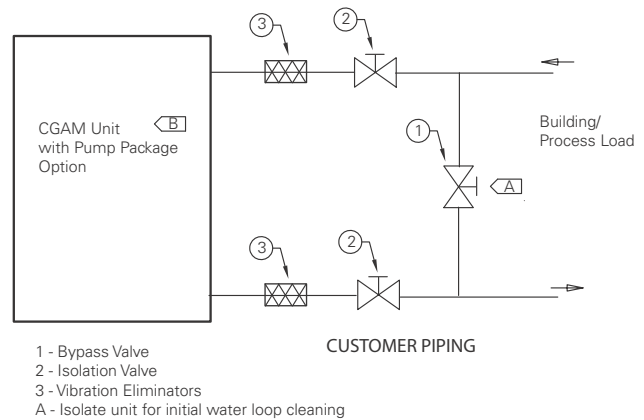 3
2
CGAM Unit
with Pump Package
Option
B
Building/
Process Load
1
A
3
2
CUSTOMER PIPING
1 - Bypass Valve
2 - Isolation Valve
3 - Vibration Eliminators
A - Isolate unit for initial water loop cleaning